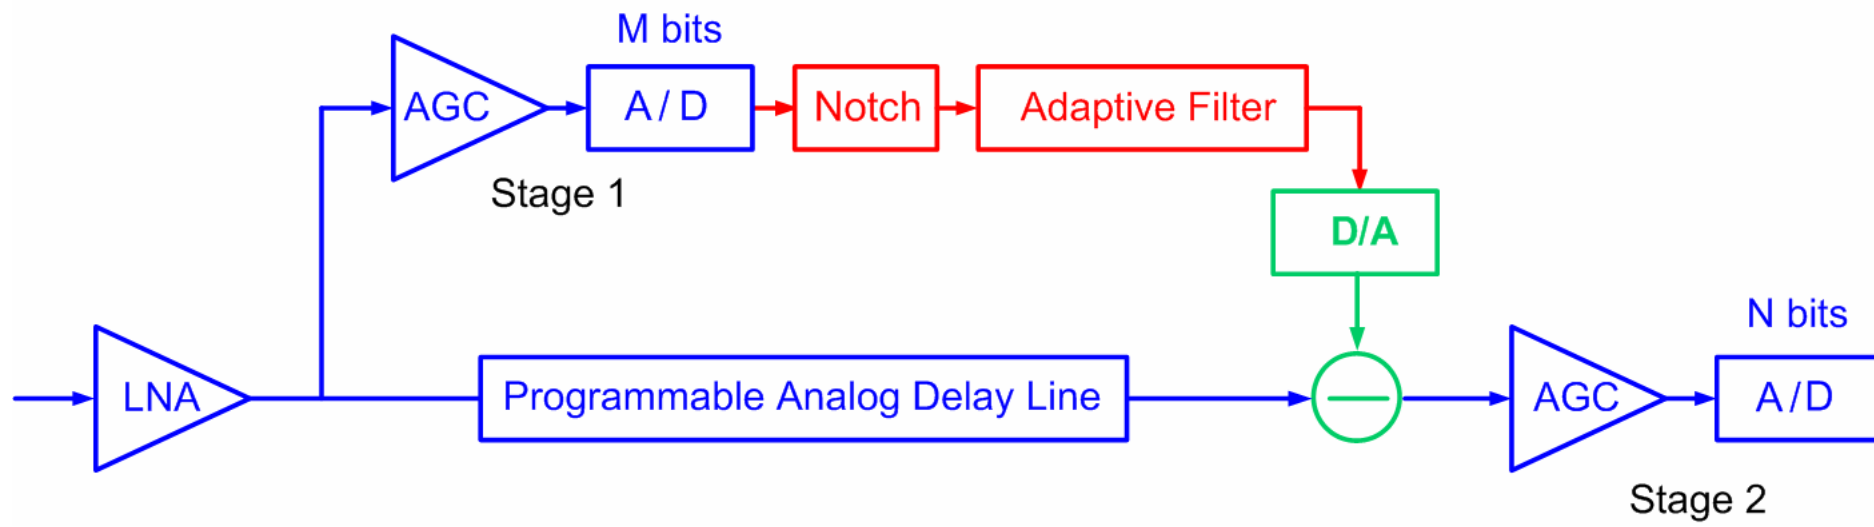 M bits
AGC
A/D
Notch
Adaptive Filter
Stage 1
D/A
N bits
LNA
Programmable Analog Delay Line
AGC
A/D
Stage 2